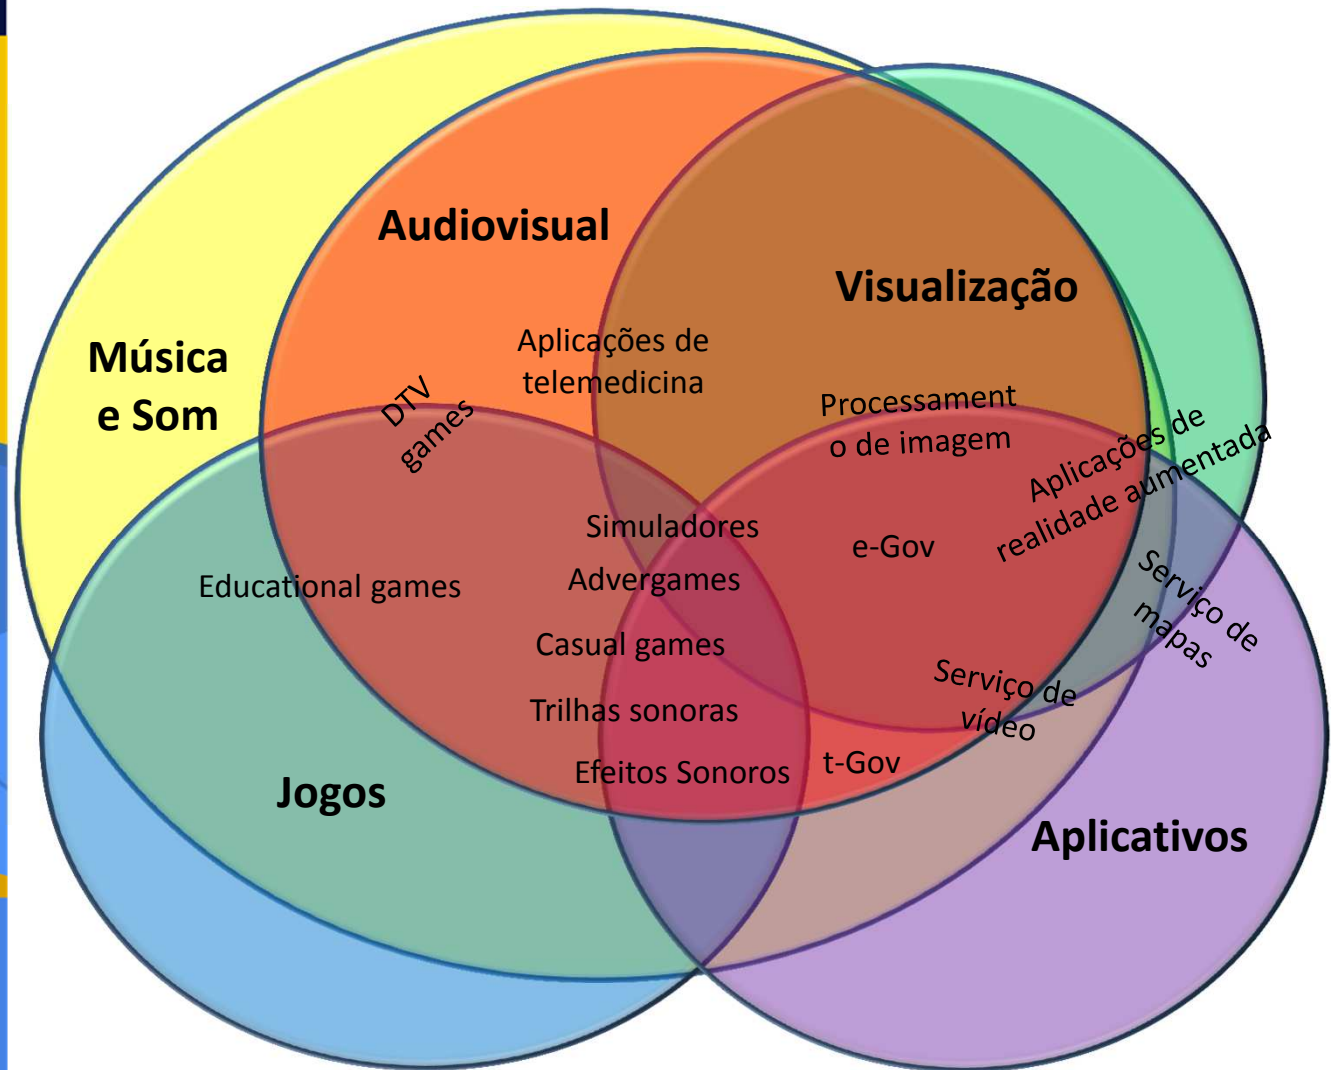 Audiovisual
Visualização
Música
e Som
Aplicações de
telemedicina
DTV
games
Processament
o de imagem
Aplicações de
realidade aumentada
Simuladores
e-Gov
Educational games
Advergames
Serviço de
mapas
Casual games
Serviço de
vídeo
Trilhas sonoras
Efeitos Sonoros
t-Gov
Jogos
Aplicativos